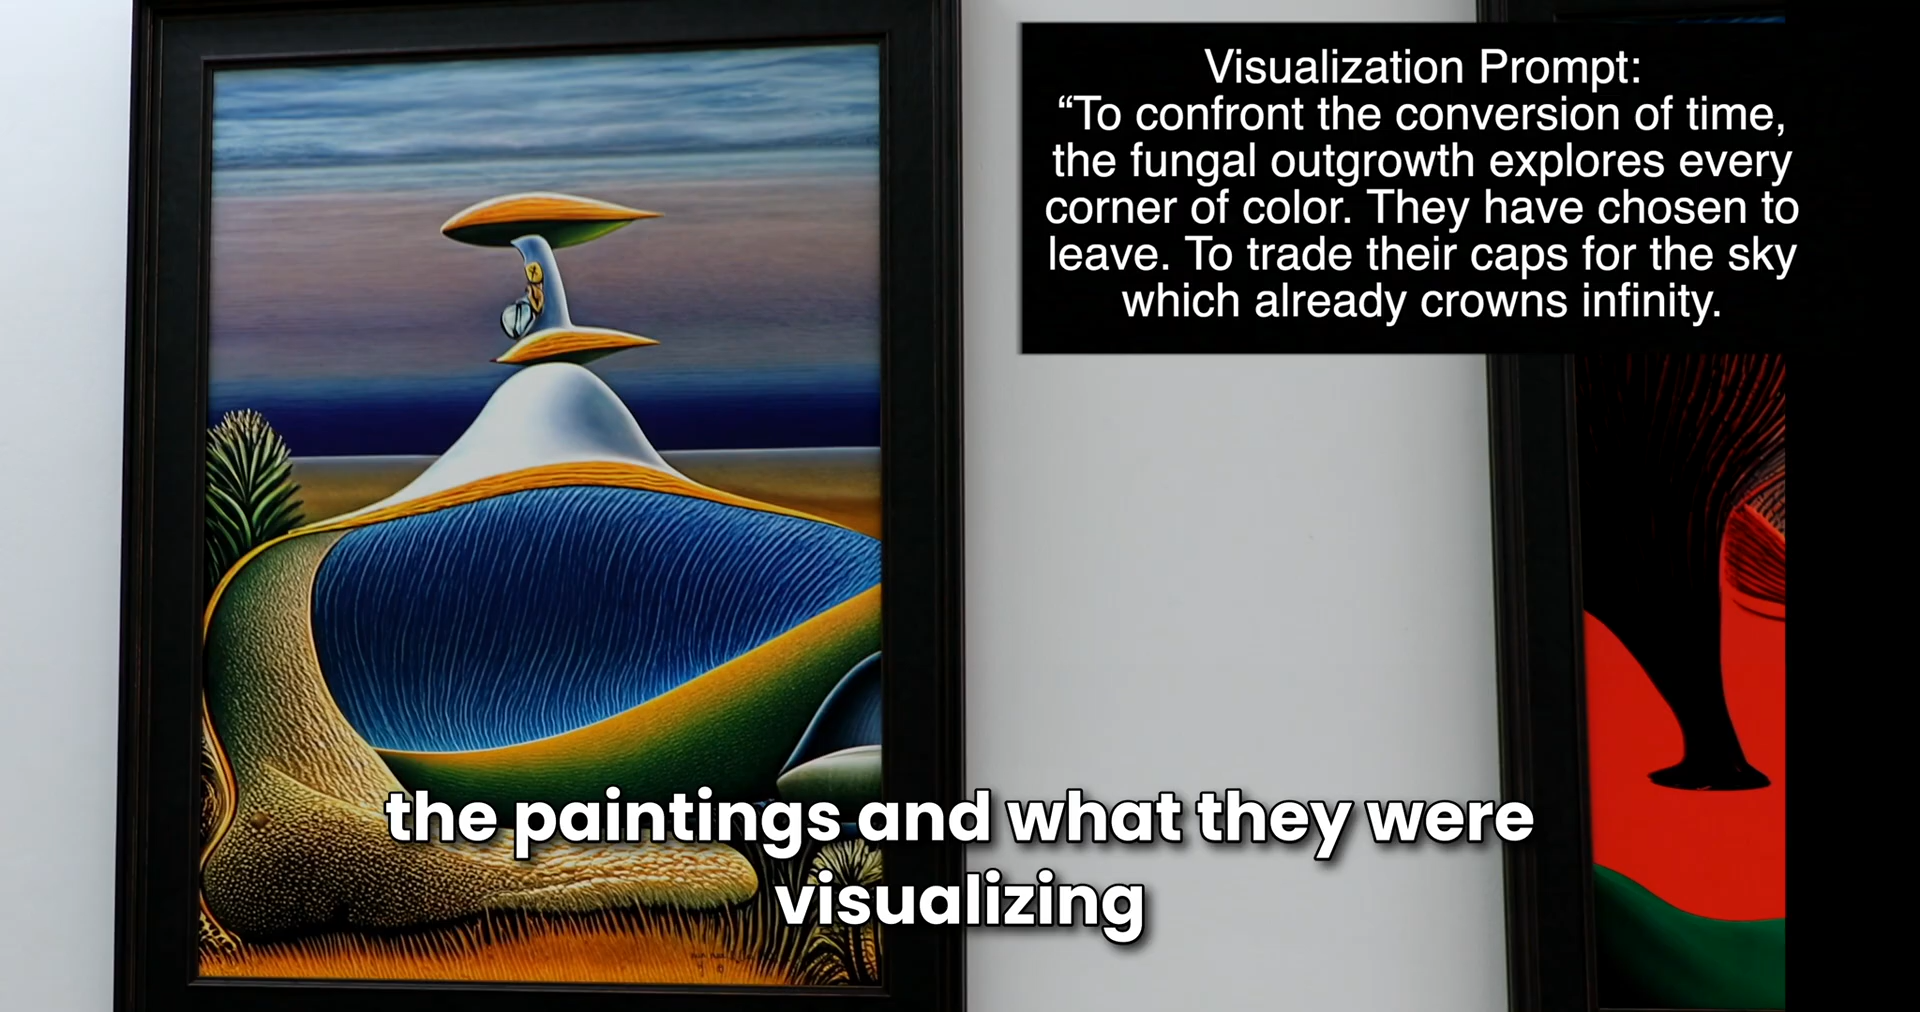 Visualization Prompt:
“To confront the conversion of time,
the fungal outgrowth explores every
corner of color. They have chosen to
leave. To trade their caps for the sky
which already crowns infinity.
the paintings and what they were
visualizing